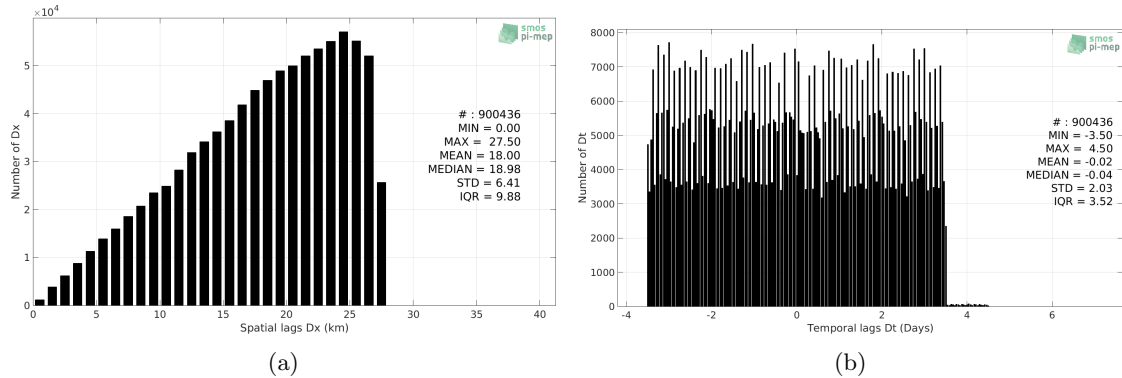 ×10⁴
5
4
3
2
1
0
Number of Dx
0 5 10 15 20 25 30 35 40
Spatial lags Dx (km)
smos
pi-mep
# : 900436
MIN = 0.00
MAX = 27.50
MEAN = 18.00
MEDIAN = 18.98
STD = 6.41
IQR = 9.88
(a)
8000
7000
6000
5000
4000
3000
2000
1000
0
Number of Dt
-4 -2 0 2 4 6
Temporal lags Dt (Days)
smos
pi-mep
# : 900436
MIN = -3.50
MAX = 4.50
MEAN = -0.02
MEDIAN = -0.04
STD = 2.03
IQR = 3.52
(b)